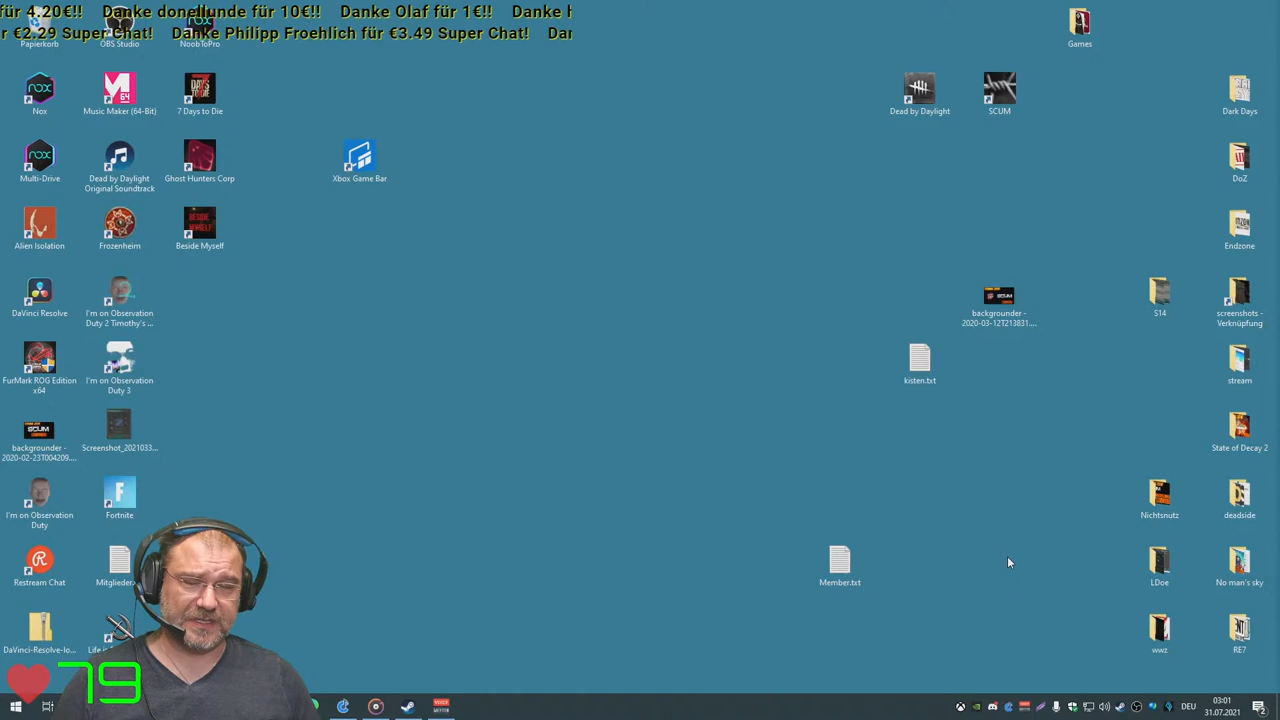 für 4.20€!! Danke donellunde für 10€!! Danke Olaf für 1€!! Danke h
r €2.29 Super Chat! Danke Philipp Froehlich für €3.49 Super Chat! Dan
Papierkorb
OBS Studio
NoobToPro
Games
Nox
Music Maker (64-Bit)
7 Days to Die
Dead by Daylight
SCUM
Dark Days
Multi-Drive
Dead by Daylight
Original Soundtrack
Ghost Hunters Corp
Xbox Game Bar
DoZ
Alien Isolation
Frozenheim
Beside Myself
Endzone
DaVinci Resolve
I'm on Observation
Duty 2 Timothy's ...
backgrounder -
2020-03-12T213831....
S14
screenshots -
Verknüpfung
FurMark ROG Edition
x64
I'm on Observation
Duty 3
kisten.txt
stream
backgrounder -
2020-02-23T004209....
Screenshot_2021033...
State of Decay 2
I'm on Observation
Duty
Fortnite
Nichtsnutz
deadside
Restream Chat
Mitglieder
Member.txt
LDoe
No man's sky
DaVinci-Resolve-lo...
Life is
wwz
RE7
79
DEU
03:01
31.07.2021
2